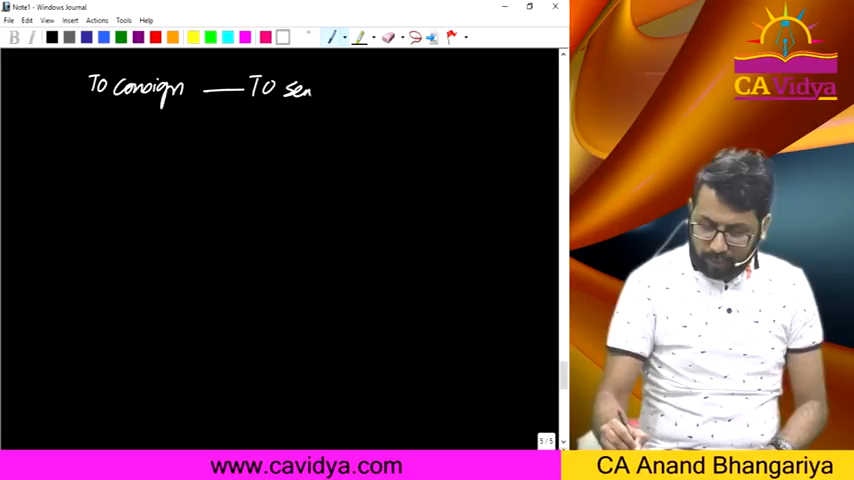 Note1 - Windows Journal
File Edit View Insert Actions Tools Help
B I
To consign — To sen
5 / 5
CA Vidya
www.cavidya.com
CA Anand Bhangariya